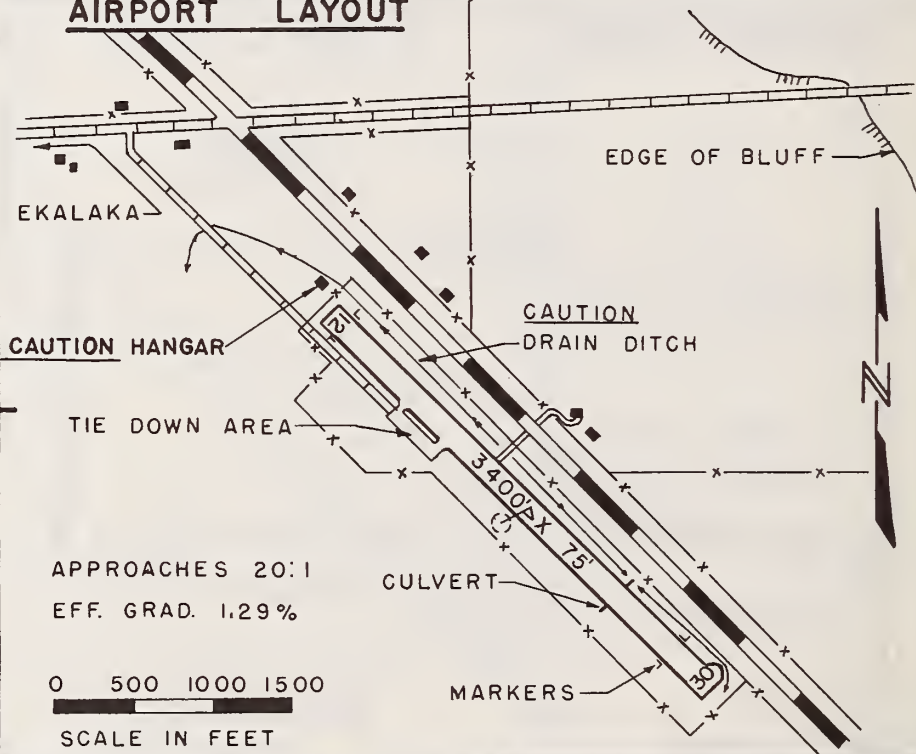 AIRPORT LAYOUT
EDGE OF BLUFF
EKALAKA
12
CAUTION
DRAIN DITCH
CAUTION HANGAR
N
TIE DOWN AREA
3400' X 75'
APPROACHES 20:1
EFF. GRAD. 1.29%
CULVERT
30
MARKERS
0 500 1000 1500
SCALE IN FEET